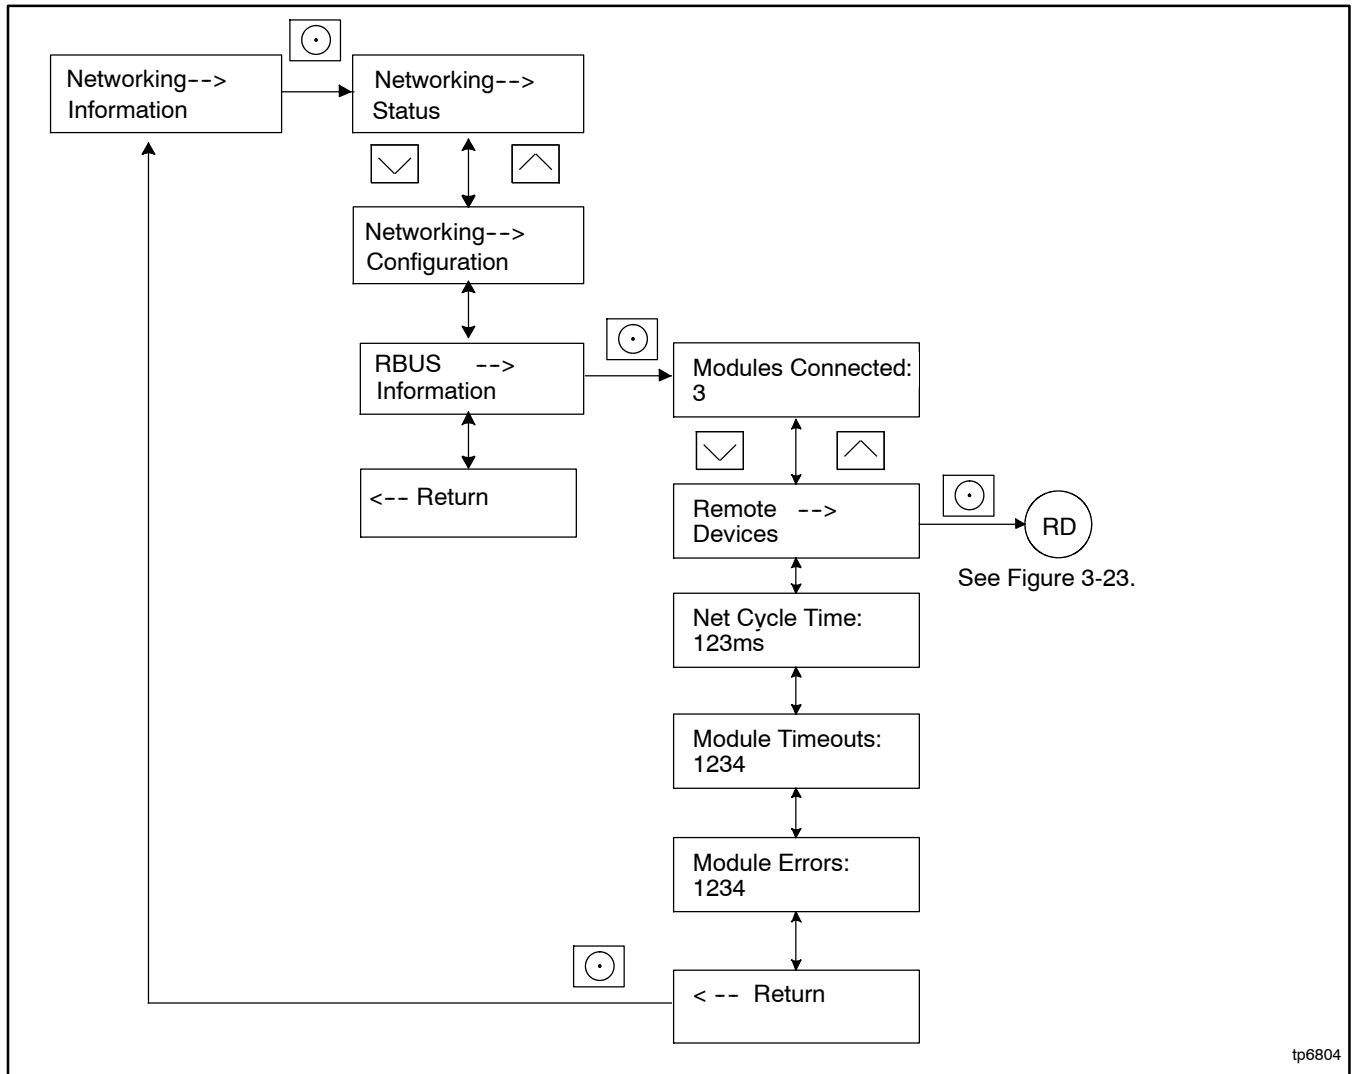 Networking-->
Information
Networking-->
Status
Networking-->
Configuration
RBUS -->
Information
<-- Return
Modules Connected:
3
Remote -->
Devices
RD
See Figure 3-23.
Net Cycle Time:
123ms
Module Timeouts:
1234
Module Errors:
1234
< -- Return
tp6804